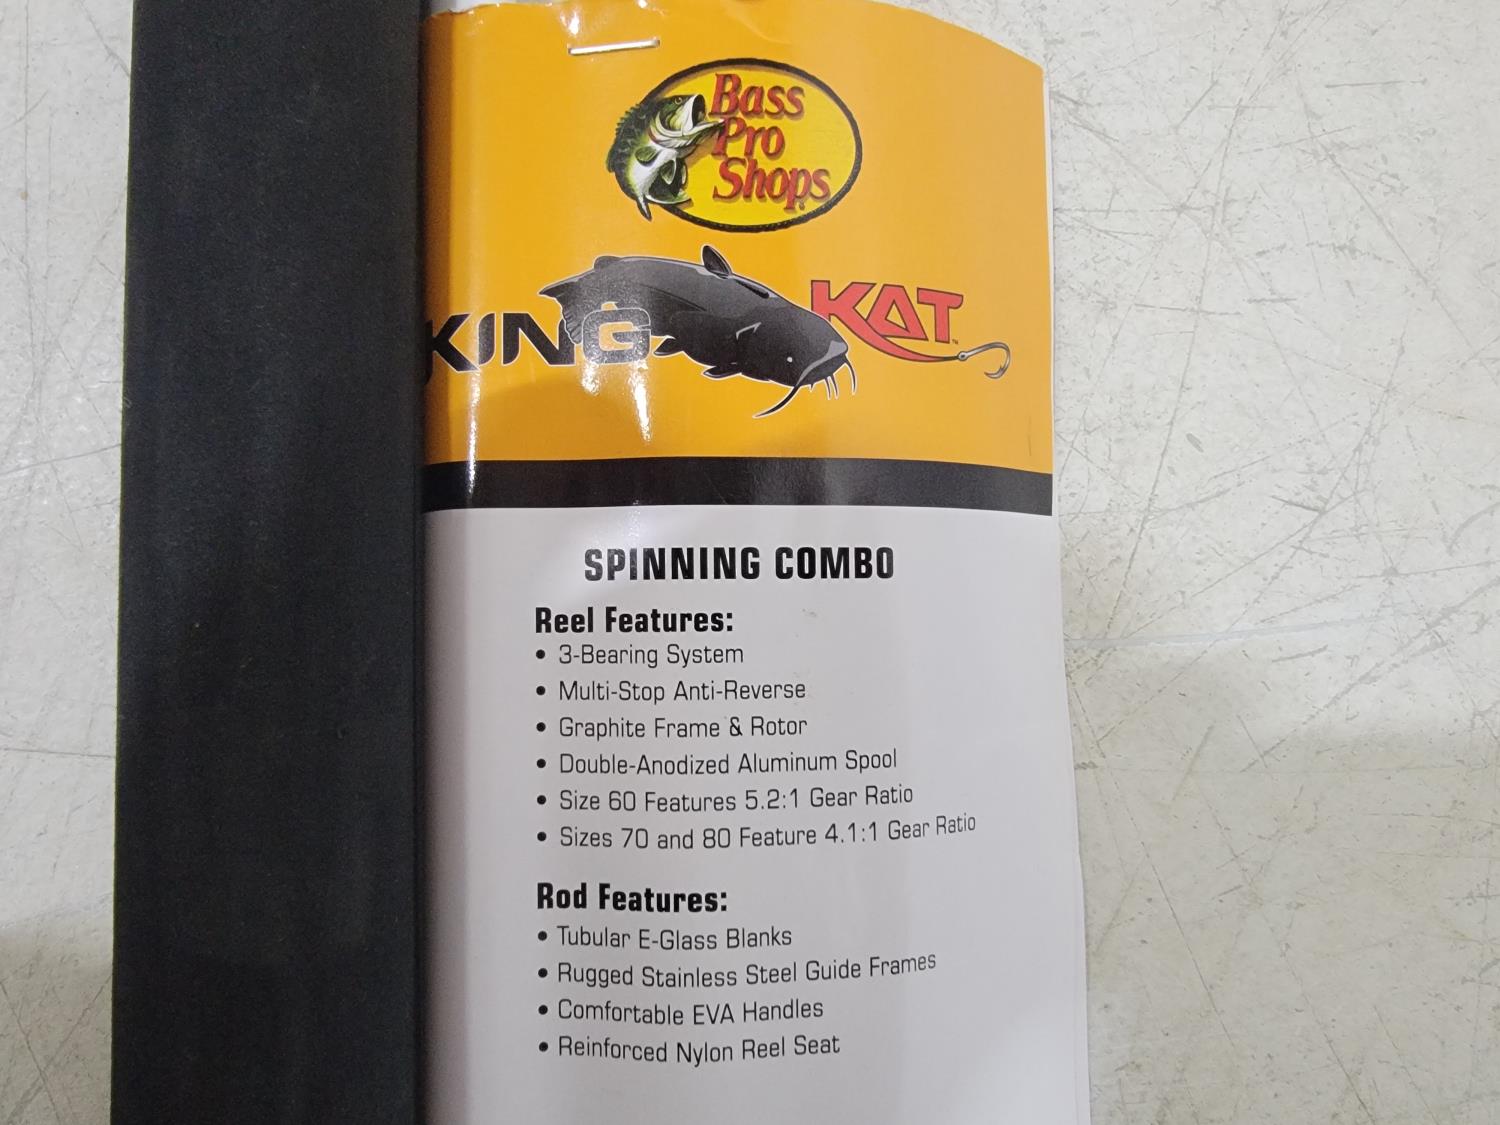 Bass
Pro
Shops
KING KAT™
SPINNING COMBO
Reel Features:
• 3-Bearing System
• Multi-Stop Anti-Reverse
• Graphite Frame & Rotor
• Double-Anodized Aluminum Spool
• Size 60 Features 5.2:1 Gear Ratio
• Sizes 70 and 80 Feature 4.1:1 Gear Ratio
Rod Features:
• Tubular E-Glass Blanks
• Rugged Stainless Steel Guide Frames
• Comfortable EVA Handles
• Reinforced Nylon Reel Seat